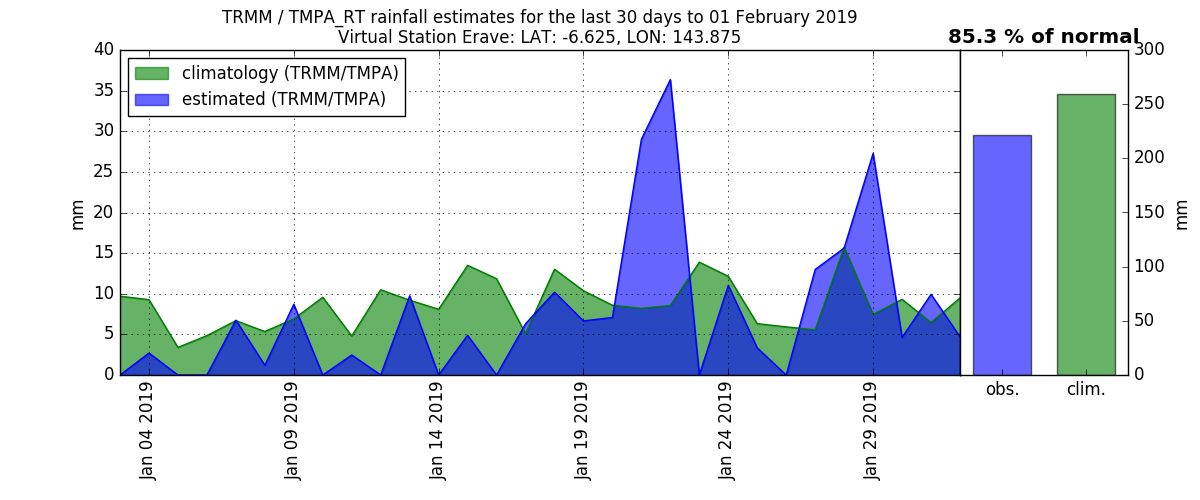 TRMM / TMPA_RT rainfall estimates for the last 30 days to 01 February 2019
Virtual Station Erave: LAT: -6.625, LON: 143.875
85.3 % of normal
climatology (TRMM/TMPA)
estimated (TRMM/TMPA)
40
35
30
25
20
15
10
5
0
mm
Jan 04 2019
Jan 09 2019
Jan 14 2019
Jan 19 2019
Jan 24 2019
Jan 29 2019
300
250
200
150
100
50
0
mm
obs.
clim.